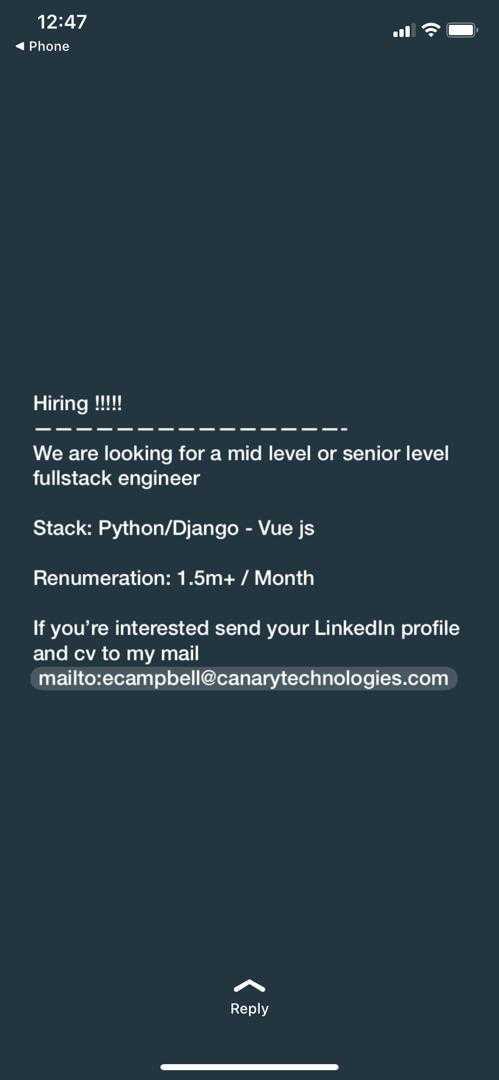 12:47
◀ Phone
Hiring !!!!!
———————————————-
We are looking for a mid level or senior level
fullstack engineer
Stack: Python/Django - Vue js
Renumeration: 1.5m+ / Month
If you’re interested send your LinkedIn profile
and cv to my mail
mailto:ecampbell@canarytechnologies.com
Reply